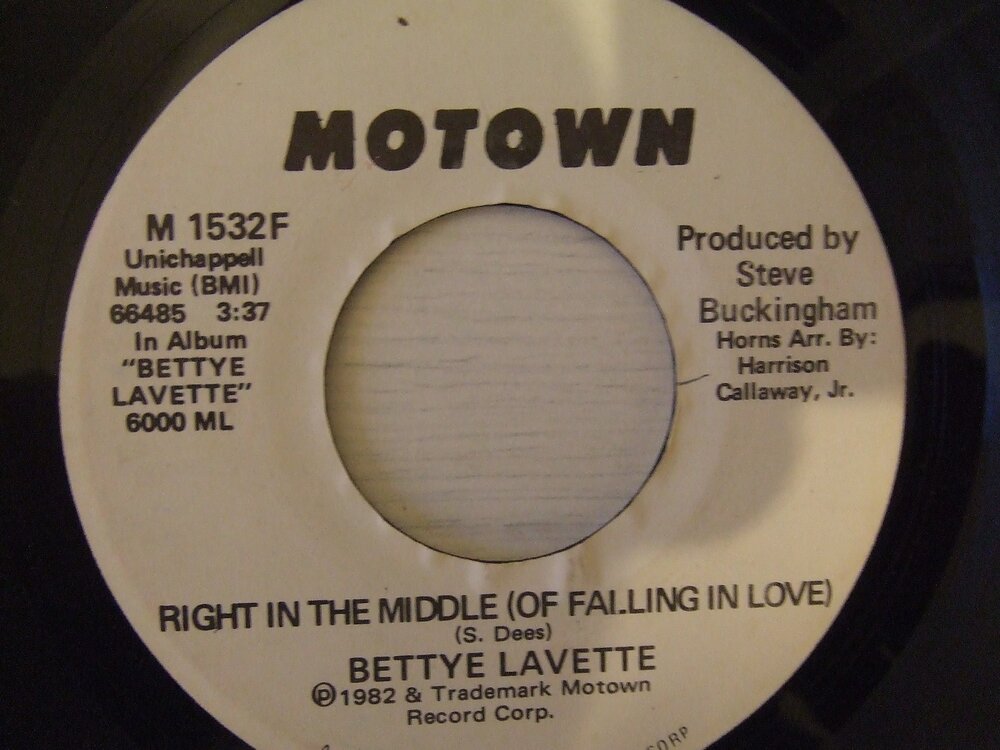 MOTOWN
M 1532F
Unichappell
Music (BMI)
66485 3:37
In Album
"BETTYE
LAVETTE"
6000 ML
Produced by
Steve
Buckingham
Horns Arr. By:
Harrison
Callaway, Jr.
RIGHT IN THE MIDDLE (OF FALLING IN LOVE)
(S. Dees)
BETTYE LAVETTE
℗1982 & Trademark Motown
Record Corp.
CORP